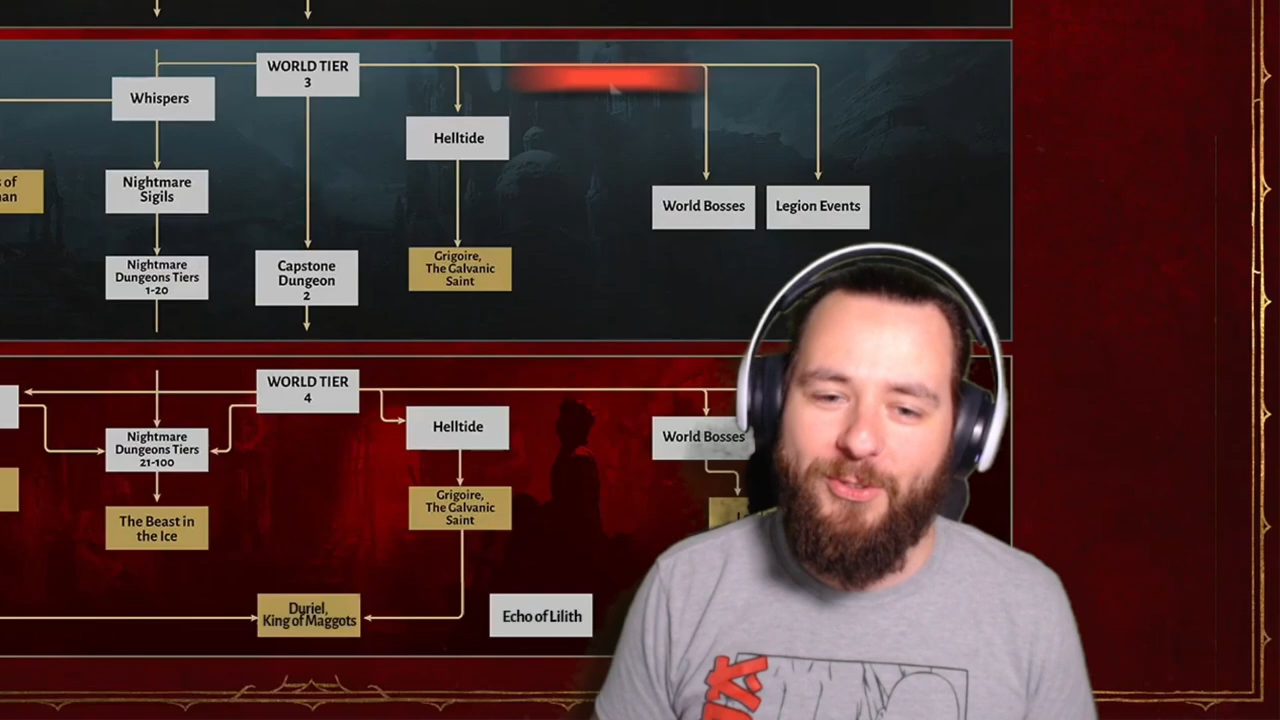 WORLD TIER
3
Whispers
Helltide
s of
an
Nightmare
Sigils
World Bosses
Legion Events
Nightmare
Dungeons Tiers
1-20
Capstone
Dungeon
2
Grigoire,
The Galvanic
Saint
WORLD TIER
4
Nightmare
Dungeons Tiers
21-100
Helltide
World Bosses
Grigoire,
The Galvanic
Saint
The Beast in
the Ice
Duriel,
King of Maggots
Echo of Lilith